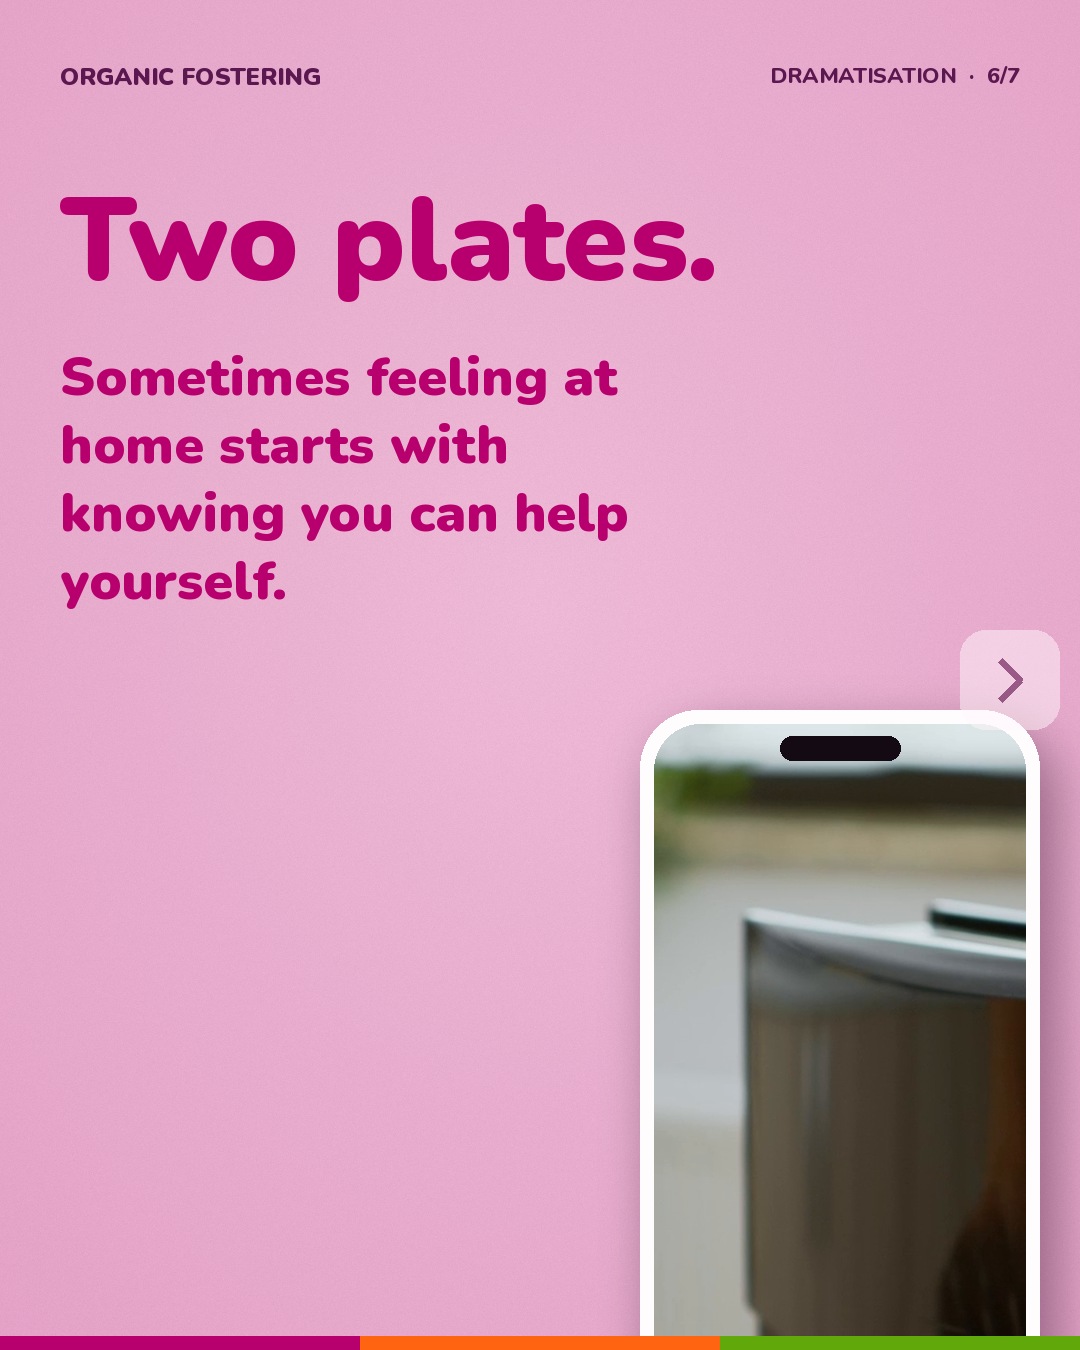 ORGANIC FOSTERING
DRAMATISATION · 6/7
Two plates.
Sometimes feeling at
home starts with
knowing you can help
yourself.